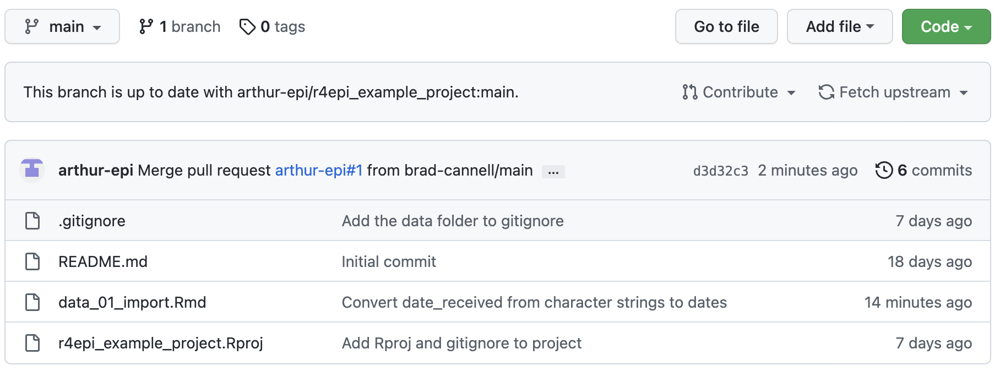 main 1 branch 0 tags Go to file Add file Code
This branch is up to date with arthur-epi/r4epi_example_project:main. Contribute Fetch upstream
arthur-epi Merge pull request arthur-epi#1 from brad-cannell/main ... d3d32c3 2 minutes ago 6 commits
.gitignore Add the data folder to gitignore 7 days ago
README.md Initial commit 18 days ago
data_01_import.Rmd Convert date_received from character strings to dates 14 minutes ago
r4epi_example_project.Rproj Add Rproj and gitignore to project 7 days ago